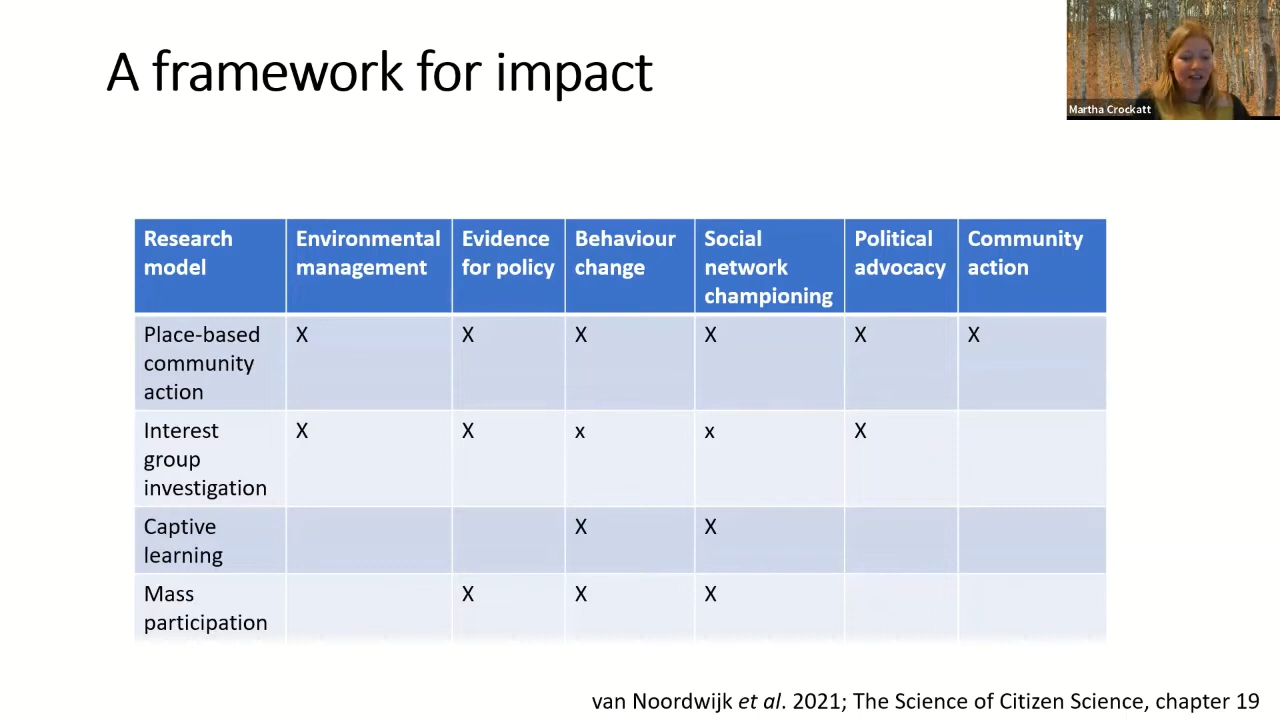 A framework for impact
Martha Crockatt
Research model Environmental management Evidence for policy Behaviour change Social network championing Political advocacy Community action
Place-based community action X X X X X X
Interest group investigation X X x x X
Captive learning X X
Mass participation X X X
van Noordwijk et al. 2021; The Science of Citizen Science, chapter 19